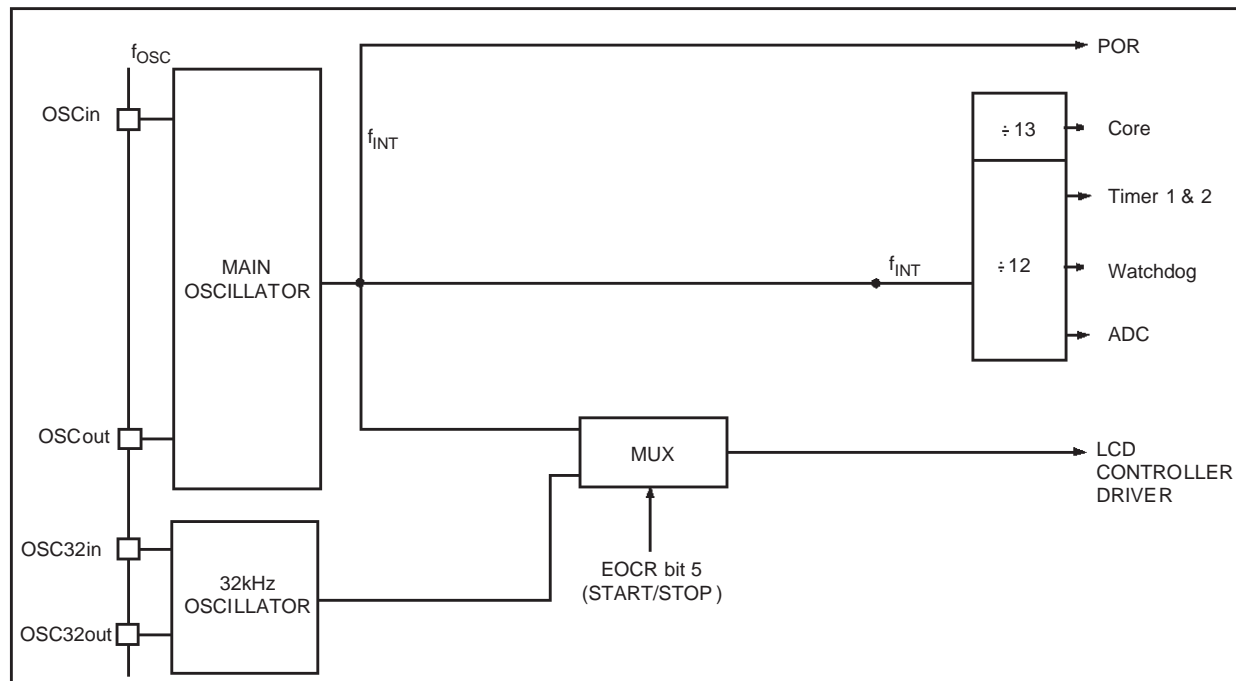 fOSC
POR
OSCin
÷13
Core
fINT
Timer 1 & 2
MAIN
OSCILLATOR
fINT
÷12
Watchdog
ADC
OSCout
MUX
LCD
CONTROLLER
DRIVER
OSC32in
32kHz
OSCILLATOR
EOCR bit 5
(START/STOP)
OSC32out